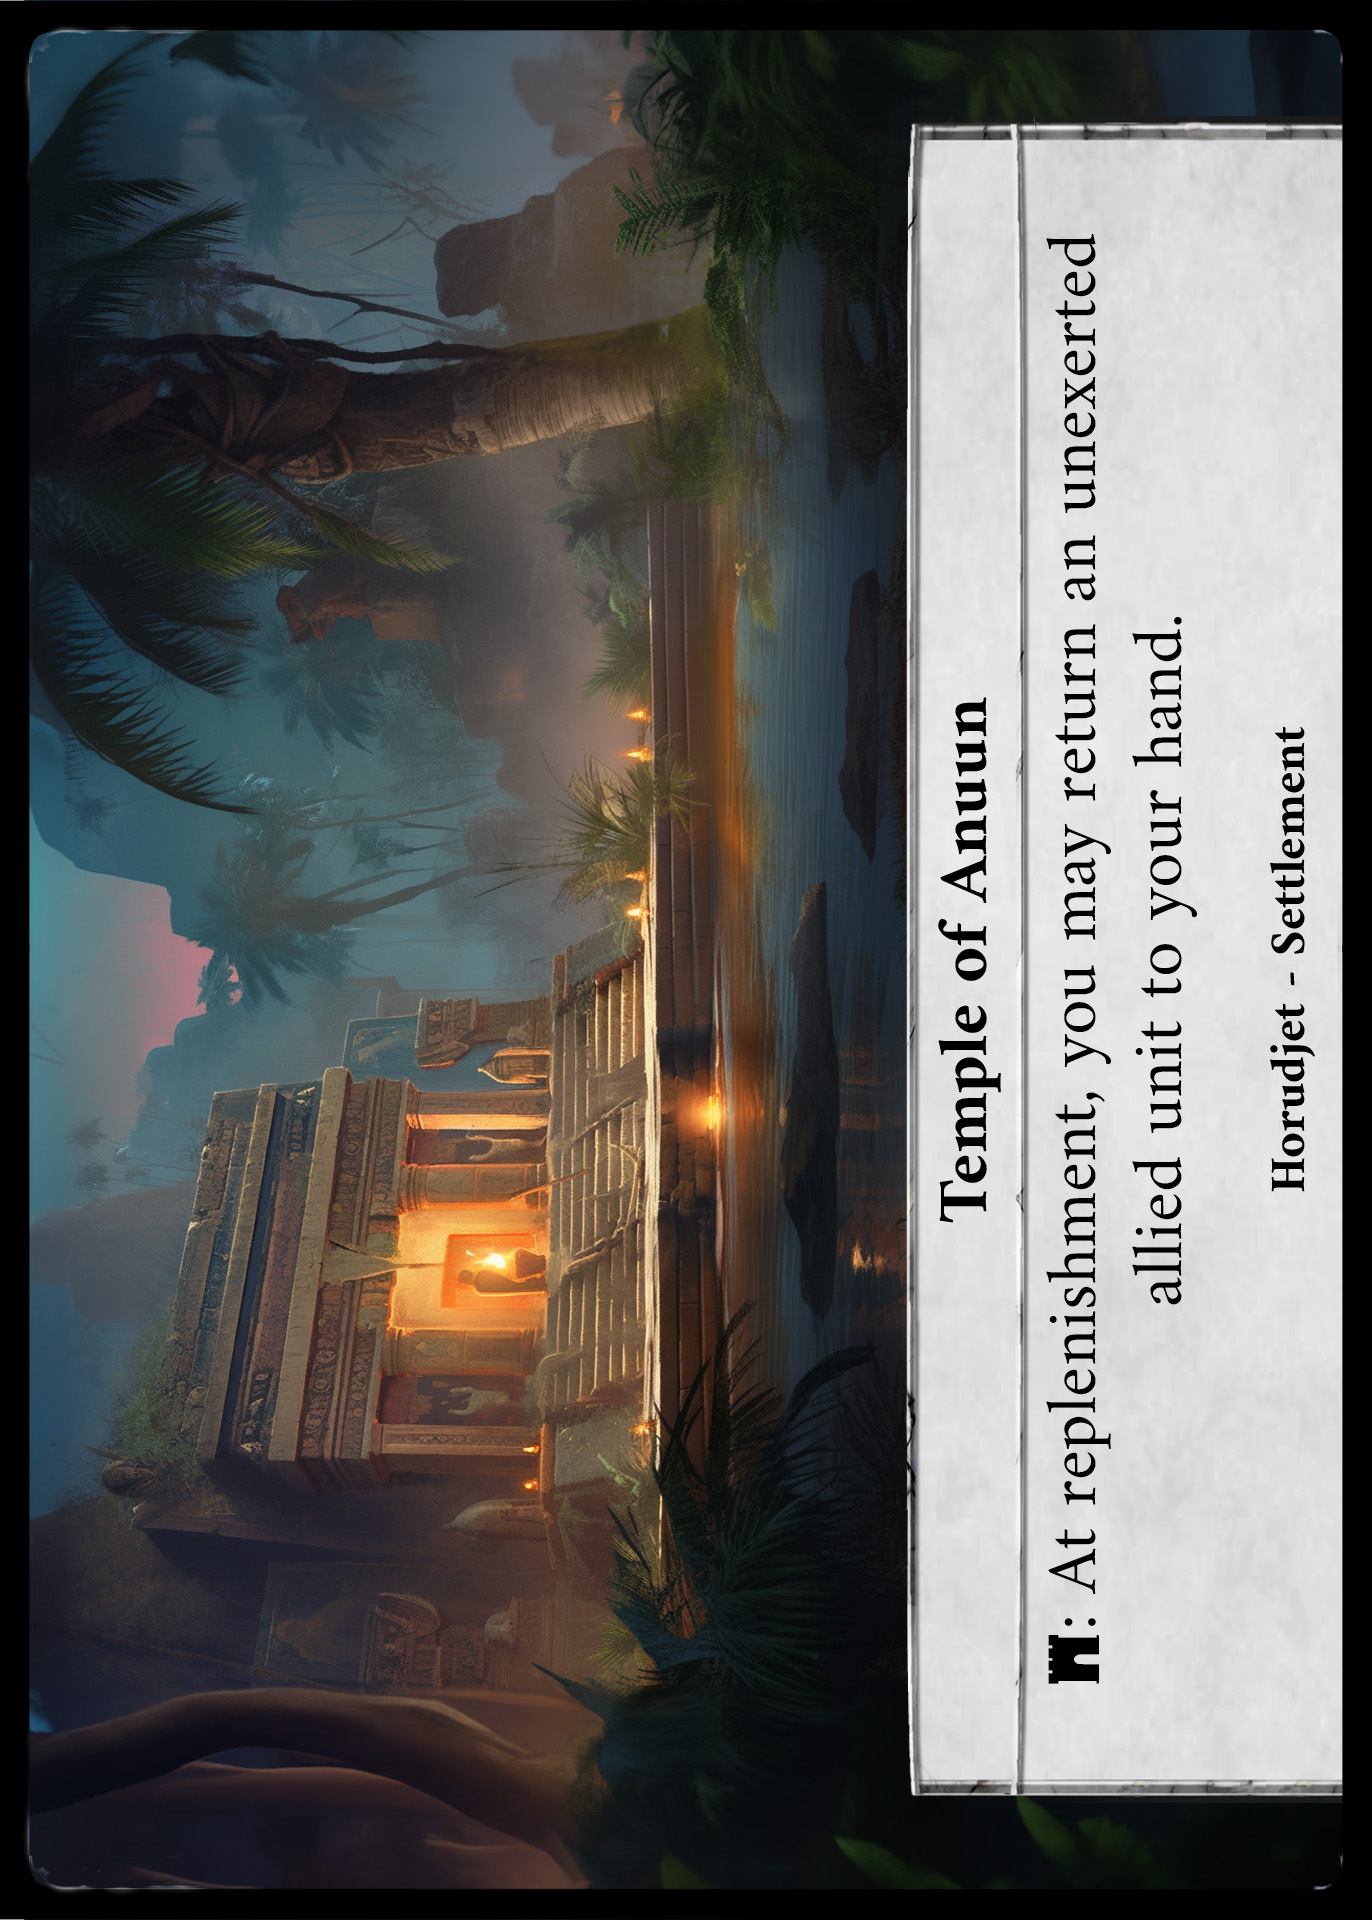 Temple of Anuun
: At replenishment, you may return an unexerted
allied unit to your hand.
Horudjet - Settlement